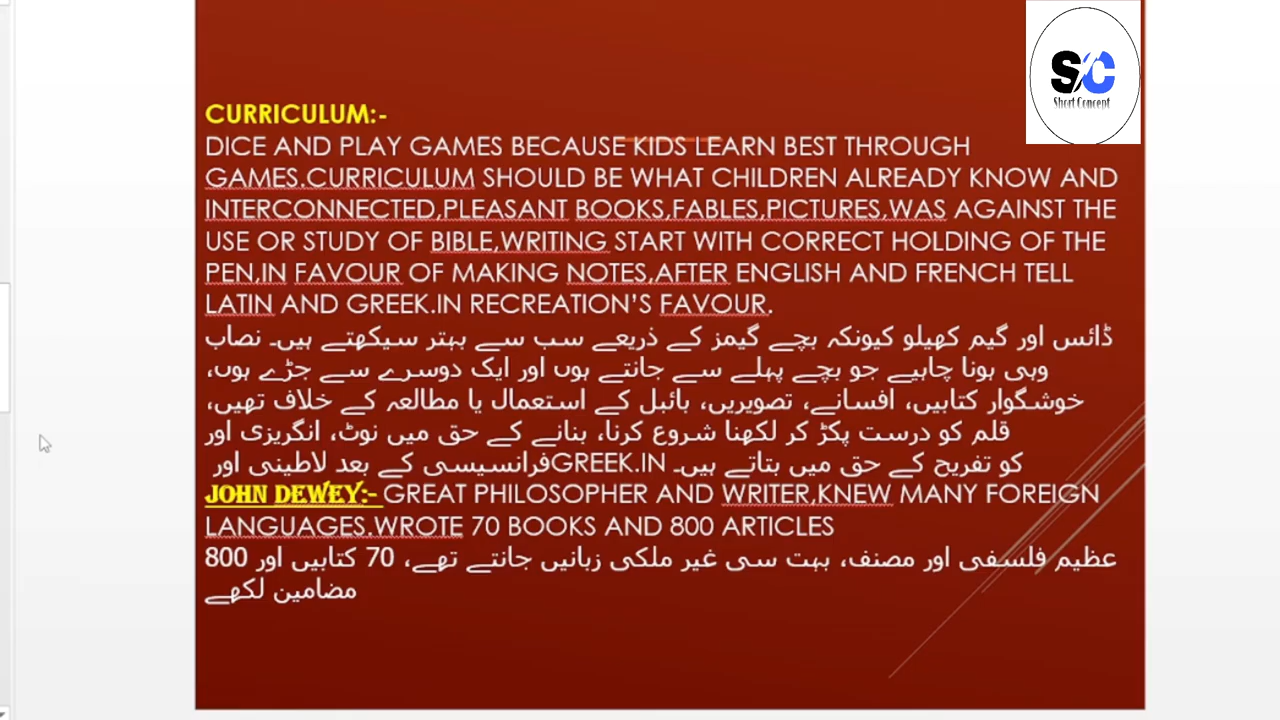 S/C
Short Concept
CURRICULUM:-
DICE AND PLAY GAMES BECAUSE KIDS LEARN BEST THROUGH
GAMES.CURRICULUM SHOULD BE WHAT CHILDREN ALREADY KNOW AND
INTERCONNECTED,PLEASANT BOOKS,FABLES,PICTURES,WAS AGAINST THE
USE OR STUDY OF BIBLE,WRITING START WITH CORRECT HOLDING OF THE
PEN,IN FAVOUR OF MAKING NOTES,AFTER ENGLISH AND FRENCH TELL
LATIN AND GREEK.IN RECREATION'S FAVOUR.
ڈائس اور گیم کھیلو کیونکہ بچے گیمز کے ذریعے سب سے بہتر سیکھتے ہیں۔ نصاب
وہی ہونا چاہیے جو بچے پہلے سے جانتے ہوں اور ایک دوسرے سے جڑے ہوں،
خوشگوار کتابیں، افسانے، تصویریں، بائبل کے استعمال یا مطالعہ کے خلاف تھیں،
قلم کو درست پکڑ کر لکھنا شروع کرنا، بنانے کے حق میں نوٹ، انگریزی اور
فرانسیسی کے بعد لاطینی اور GREEK.IN کو تفریح کے حق میں بتاتے ہیں۔
JOHN DEWEY:- GREAT PHILOSOPHER AND WRITER,KNEW MANY FOREIGN
LANGUAGES.WROTE 70 BOOKS AND 800 ARTICLES
عظیم فلسفی اور مصنف، بہت سی غیر ملکی زبانیں جانتے تھے، 70 کتابیں اور 800
مضامین لکھے